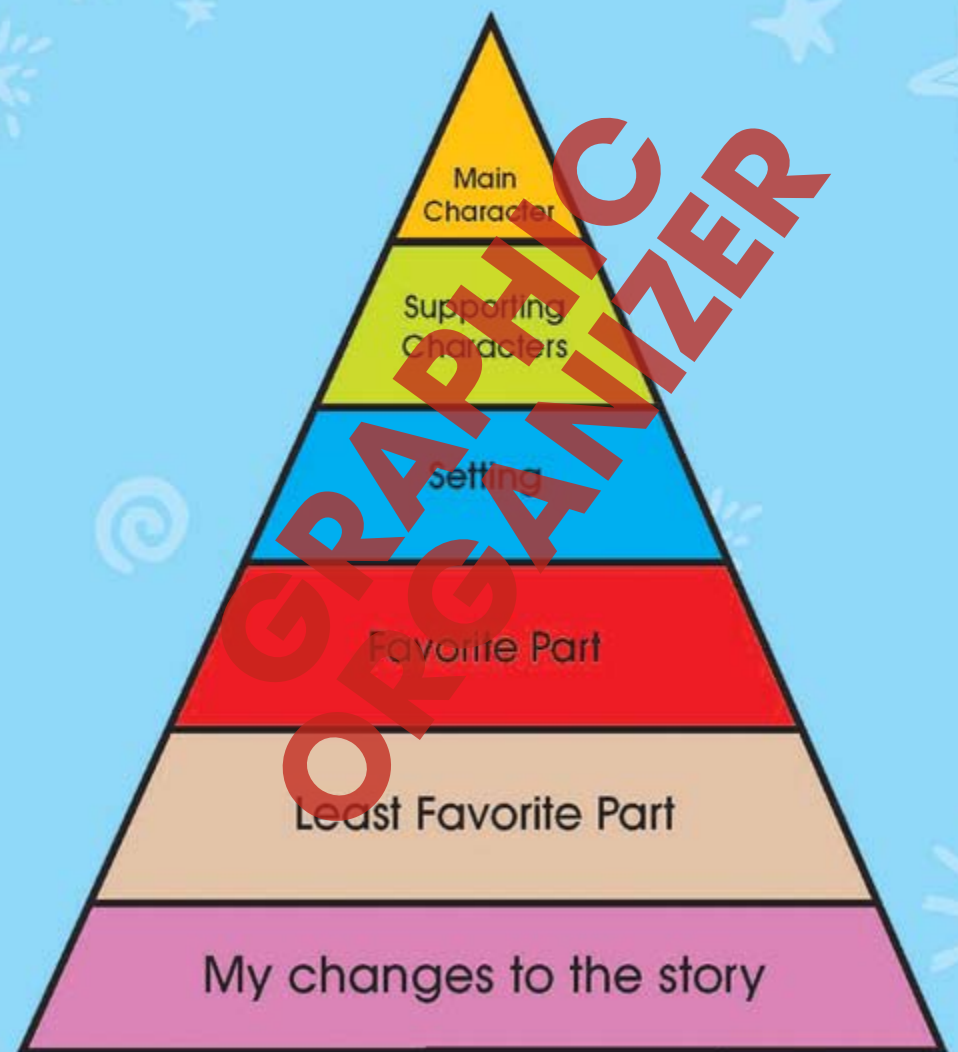 Main
Character
Supporting
Characters
Setting
Favorite Part
Least Favorite Part
My changes to the story
GRAPHIC
ORGANIZER